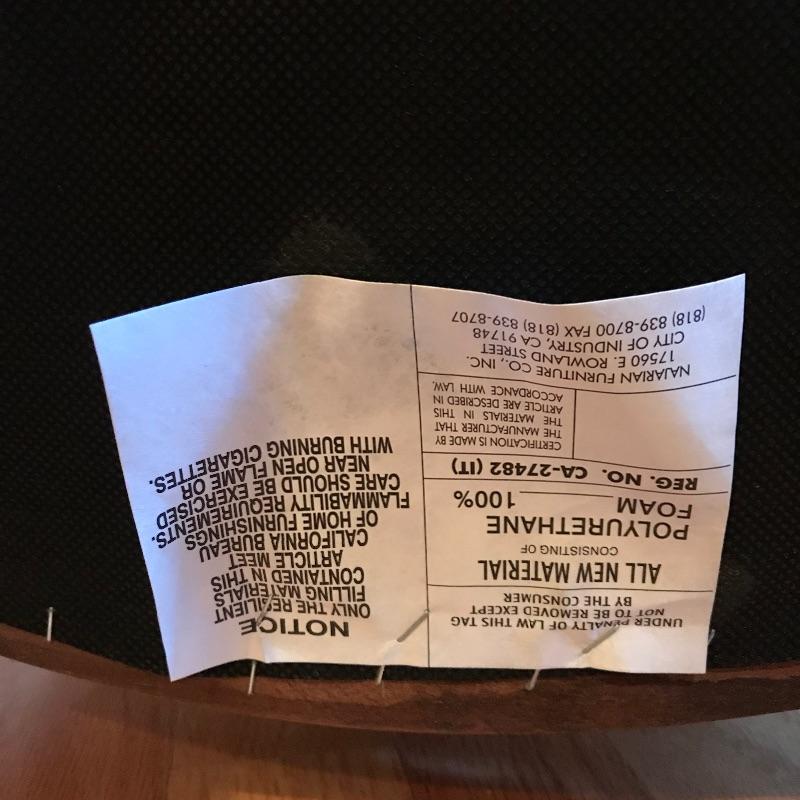 UNDER PENALTY OF LAW THIS TAG
NOT TO BE REMOVED EXCEPT
BY THE CONSUMER
ALL NEW MATERIAL
CONSISTING OF
POLYURETHANE
FOAM 100%
REG. NO. CA-27482 (IT)
CERTIFICATION IS MADE BY
THE MANUFACTURER THAT
THE MATERIALS IN THIS
ARTICLE ARE DESCRIBED IN
ACCORDANCE WITH LAW.
NAJARIAN FURNITURE CO., INC.
17560 E. ROWLAND STREET
CITY OF INDUSTRY, CA 91748
(818) 839-8700 FAX (818) 839-8707
NOTICE
ONLY THE RESILIENT
FILLING MATERIALS
CONTAINED IN THIS
ARTICLE MEET
CALIFORNIA BUREAU
OF HOME FURNISHINGS
FLAMMABILITY REQUIREMENTS.
CARE SHOULD BE EXERCISED
NEAR OPEN FLAME OR
WITH BURNING CIGARETTES.